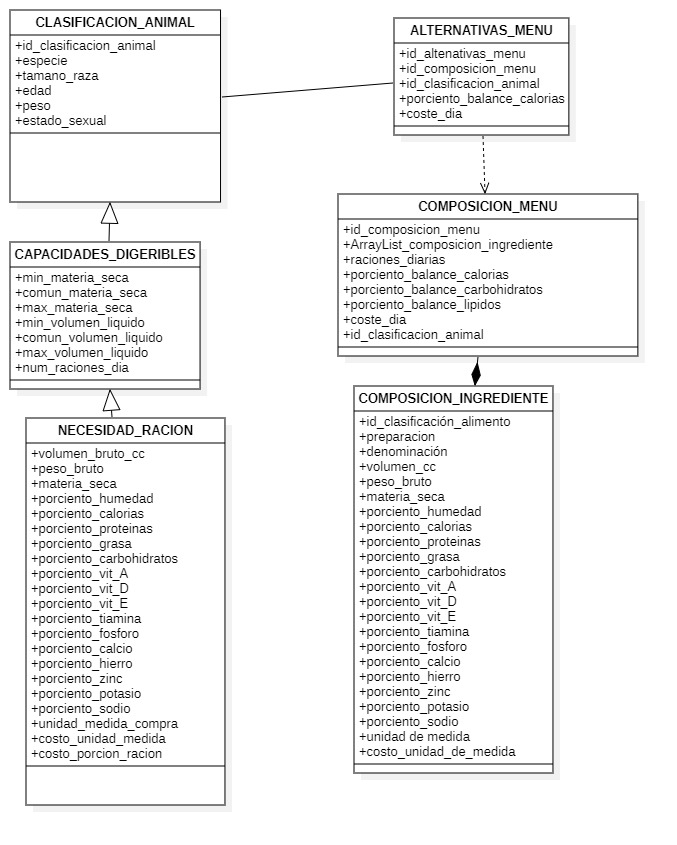 CLASIFICACION_ANIMAL
+id_clasificacion_animal
+especie
+tamano_raza
+edad
+peso
+estado_sexual
ALTERNATIVAS_MENU
+id_altenativas_menu
+id_composicion_menu
+id_clasificacion_animal
+porciento_balance_calorias
+coste_dia
CAPACIDADES_DIGERIBLES
+min_materia_seca
+comun_materia_seca
+max_materia_seca
+min_volumen_liquido
+comun_volumen_liquido
+max_volumen_liquido
+num_raciones_dia
COMPOSICION_MENU
+id_composicion_menu
+ArrayList_composicion_ingrediente
+raciones_diarias
+porciento_balance_calorias
+porciento_balance_carbohidratos
+porciento_balance_lipidos
+coste_dia
+id_clasificacion_animal
NECESIDAD_RACION
+volumen_bruto_cc
+peso_bruto
+materia_seca
+porciento_humedad
+porciento_calorias
+porciento_proteinas
+porciento_grasa
+porciento_carbohidratos
+porciento_vit_A
+porciento_vit_D
+porciento_vit_E
+porciento_tiamina
+porciento_fosforo
+porciento_calcio
+porciento_hierro
+porciento_zinc
+porciento_potasio
+porciento_sodio
+unidad_medida_compra
+costo_unidad_medida
+costo_porcion_racion
COMPOSICION_INGREDIENTE
+id_clasificación_alimento
+preparacion
+denominación
+volumen_cc
+peso_bruto
+materia_seca
+porciento_humedad
+porciento_calorias
+porciento_proteinas
+porciento_grasa
+porciento_carbohidratos
+porciento_vit_A
+porciento_vit_D
+porciento_vit_E
+porciento_tiamina
+porciento_fosforo
+porciento_calcio
+porciento_hierro
+porciento_zinc
+porciento_potasio
+porciento_sodio
+unidad de medida
+costo_unidad_de_medida